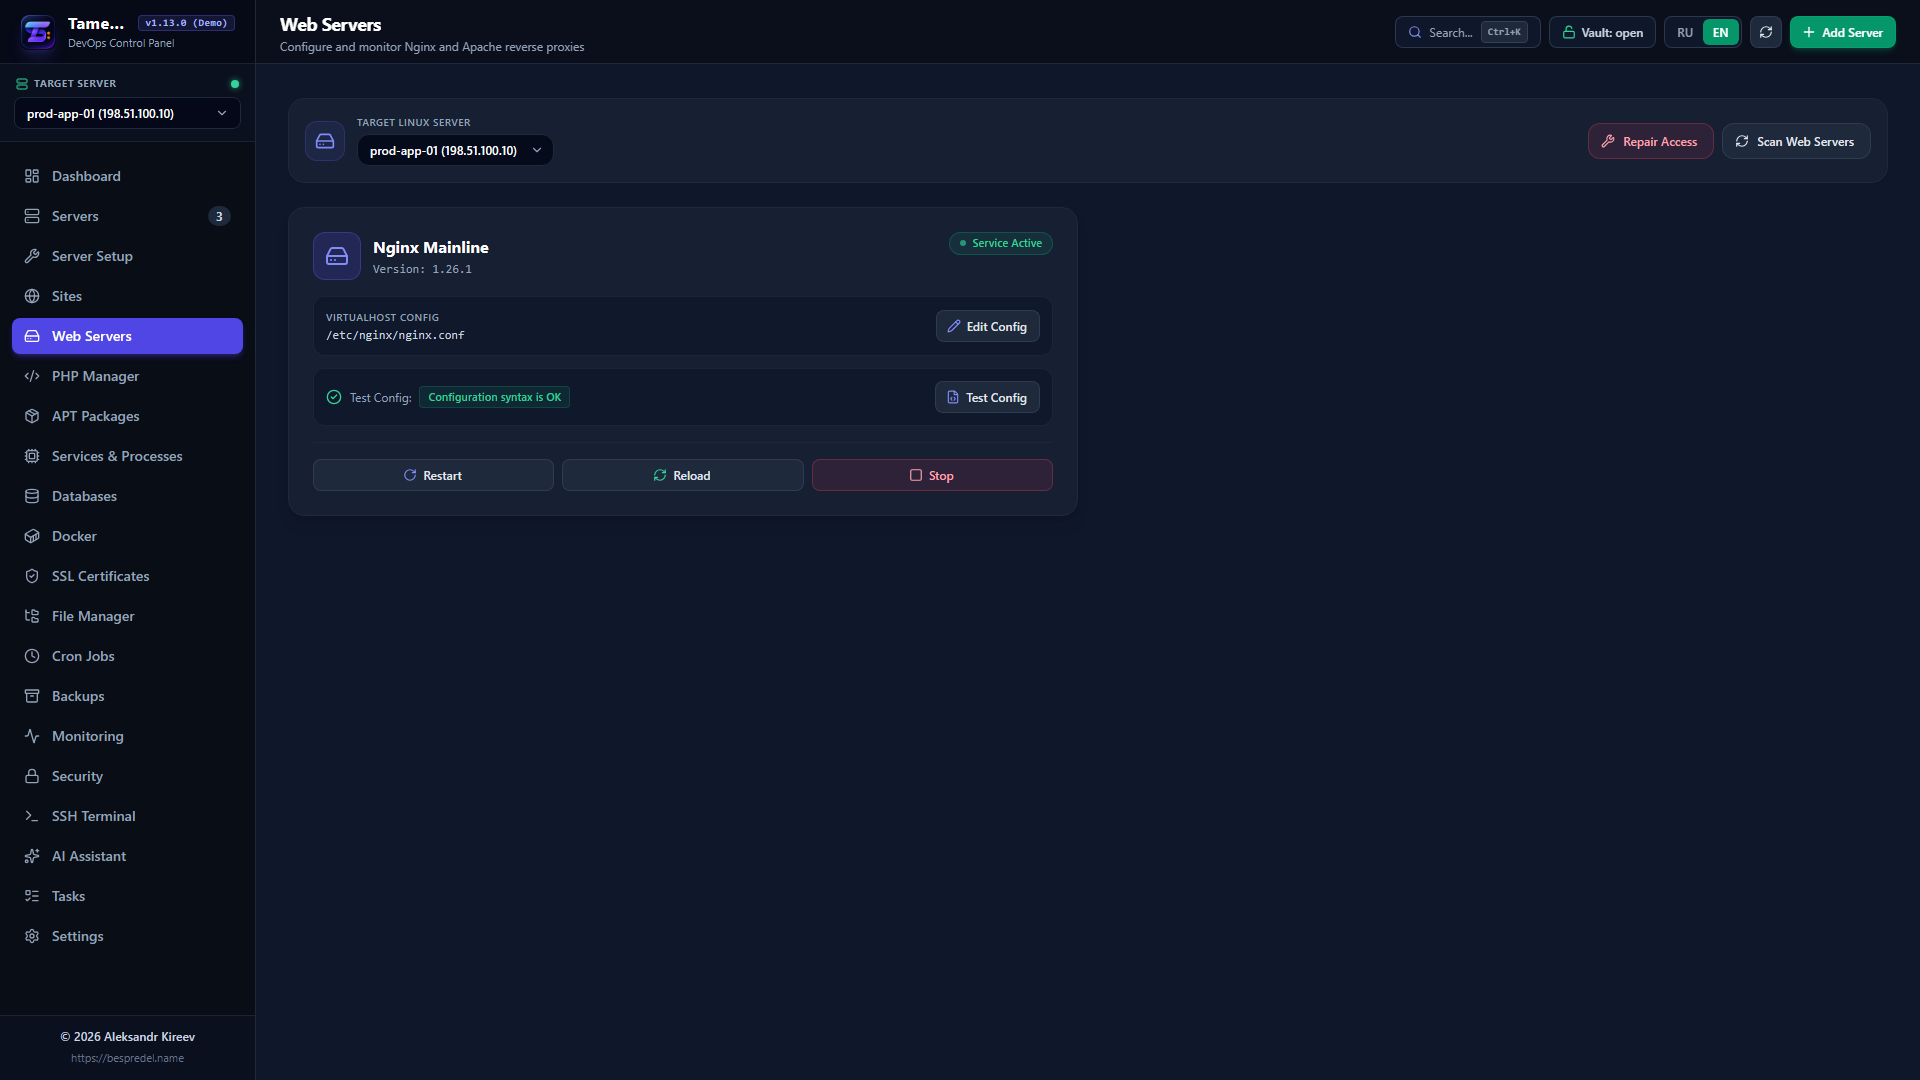 Tame... v1.13.0 (Demo)
DevOps Control Panel
TARGET SERVER
prod-app-01 (198.51.100.10)
Dashboard
Servers 3
Server Setup
Sites
Web Servers
PHP Manager
APT Packages
Services & Processes
Databases
Docker
SSL Certificates
File Manager
Cron Jobs
Backups
Monitoring
Security
SSH Terminal
AI Assistant
Tasks
Settings
© 2026 Aleksandr Kireev
https://bespredel.name
Web Servers
Configure and monitor Nginx and Apache reverse proxies
Search... Ctrl+K
Vault: open
RU EN
Add Server
TARGET LINUX SERVER
prod-app-01 (198.51.100.10)
Repair Access
Scan Web Servers
Nginx Mainline
Version: 1.26.1
Service Active
VIRTUALHOST CONFIG
/etc/nginx/nginx.conf
Edit Config
Test Config: Configuration syntax is OK
Test Config
Restart
Reload
Stop